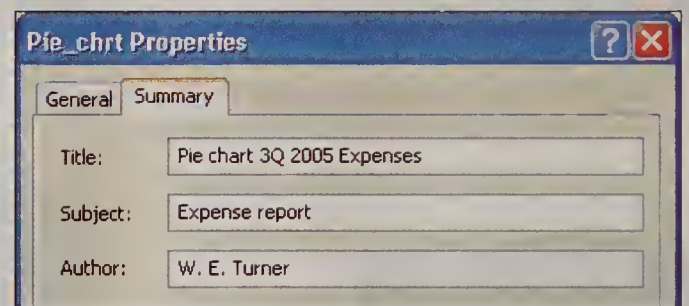 Pie_chrt Properties
General Summary
Title: Pie chart 3Q 2005 Expenses
Subject: Expense report
Author: W. E. Turner